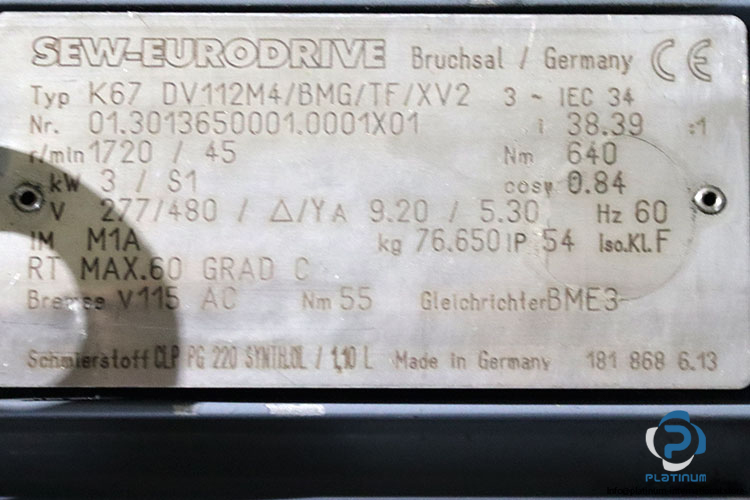 SEW-EURODRIVE Bruchsal / Germany CE
Typ K67 DV112M4/BMG/TF/XV2 3 ~ IEC 34
Nr. 01.3013650001.0001X01 i 38.39 :1
r/min 1720 / 45 Nm 640
kW 3 / S1 cosφ 0.84
V 277/480 / Δ/Y A 9.20 / 5.30 Hz 60
IM M1A kg 76.650 IP 54 Iso.Kl. F
RT MAX.60 GRAD C
Bremse V 115 AC Nm 55 Gleichrichter BME3
Schmierstoff CLP PG 220 SYNTH.ÖL / 1,10 L Made in Germany 181 868 6.13
PLATINUM